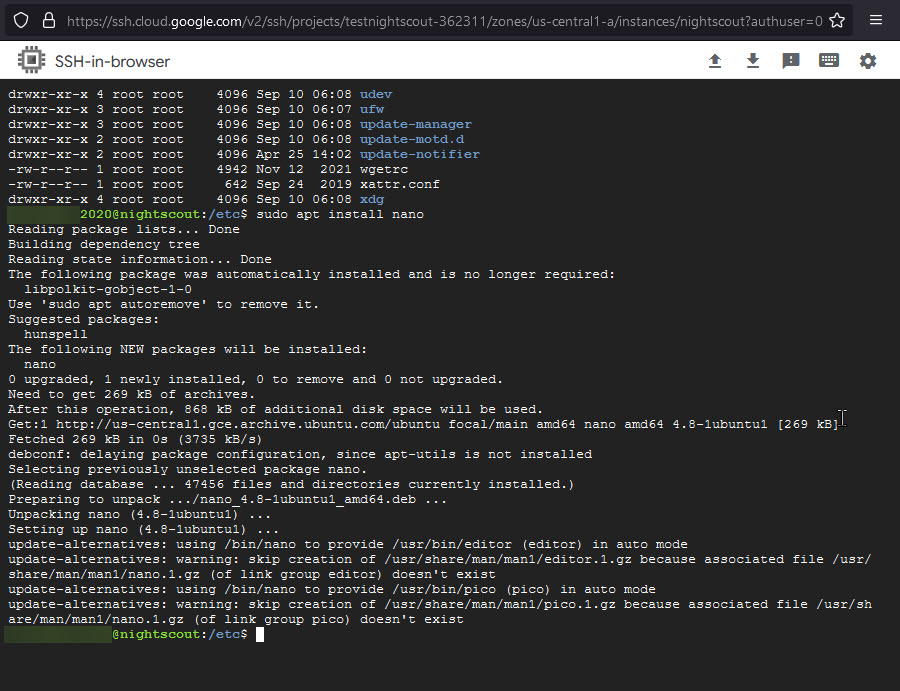 https://ssh.cloud.google.com/v2/ssh/projects/testnightscout-362311/zones/us-central1-a/instances/nightscout?authuser=0
SSH-in-browser
drwxr-xr-x 4 root root    4096 Sep 10 06:08 udev
drwxr-xr-x 3 root root    4096 Sep 10 06:07 ufw
drwxr-xr-x 3 root root    4096 Sep 10 06:08 update-manager
drwxr-xr-x 2 root root    4096 Sep 10 06:08 update-motd.d
drwxr-xr-x 2 root root    4096 Apr 25 14:02 update-notifier
-rw-r--r-- 1 root root    4942 Nov 12  2021 wgetrc
-rw-r--r-- 1 root root     642 Sep 24  2019 xattr.conf
drwxr-xr-x 4 root root    4096 Sep 10 06:08 xdg
2020@nightscout:/etc$ sudo apt install nano
Reading package lists... Done
Building dependency tree
Reading state information... Done
The following package was automatically installed and is no longer required:
  libpolkit-gobject-1-0
Use 'sudo apt autoremove' to remove it.
Suggested packages:
  hunspell
The following NEW packages will be installed:
  nano
0 upgraded, 1 newly installed, 0 to remove and 0 not upgraded.
Need to get 269 kB of archives.
After this operation, 868 kB of additional disk space will be used.
Get:1 http://us-central1.gce.archive.ubuntu.com/ubuntu focal/main amd64 nano amd64 4.8-1ubuntu1 [269 kB]
Fetched 269 kB in 0s (3735 kB/s)
debconf: delaying package configuration, since apt-utils is not installed
Selecting previously unselected package nano.
(Reading database ... 47456 files and directories currently installed.)
Preparing to unpack .../nano_4.8-1ubuntu1_amd64.deb ...
Unpacking nano (4.8-1ubuntu1) ...
Setting up nano (4.8-1ubuntu1) ...
update-alternatives: using /bin/nano to provide /usr/bin/editor (editor) in auto mode
update-alternatives: warning: skip creation of /usr/share/man/man1/editor.1.gz because associated file /usr/
share/man/man1/nano.1.gz (of link group editor) doesn't exist
update-alternatives: using /bin/nano to provide /usr/bin/pico (pico) in auto mode
update-alternatives: warning: skip creation of /usr/share/man/man1/pico.1.gz because associated file /usr/sh
are/man/man1/nano.1.gz (of link group pico) doesn't exist
@nightscout:/etc$